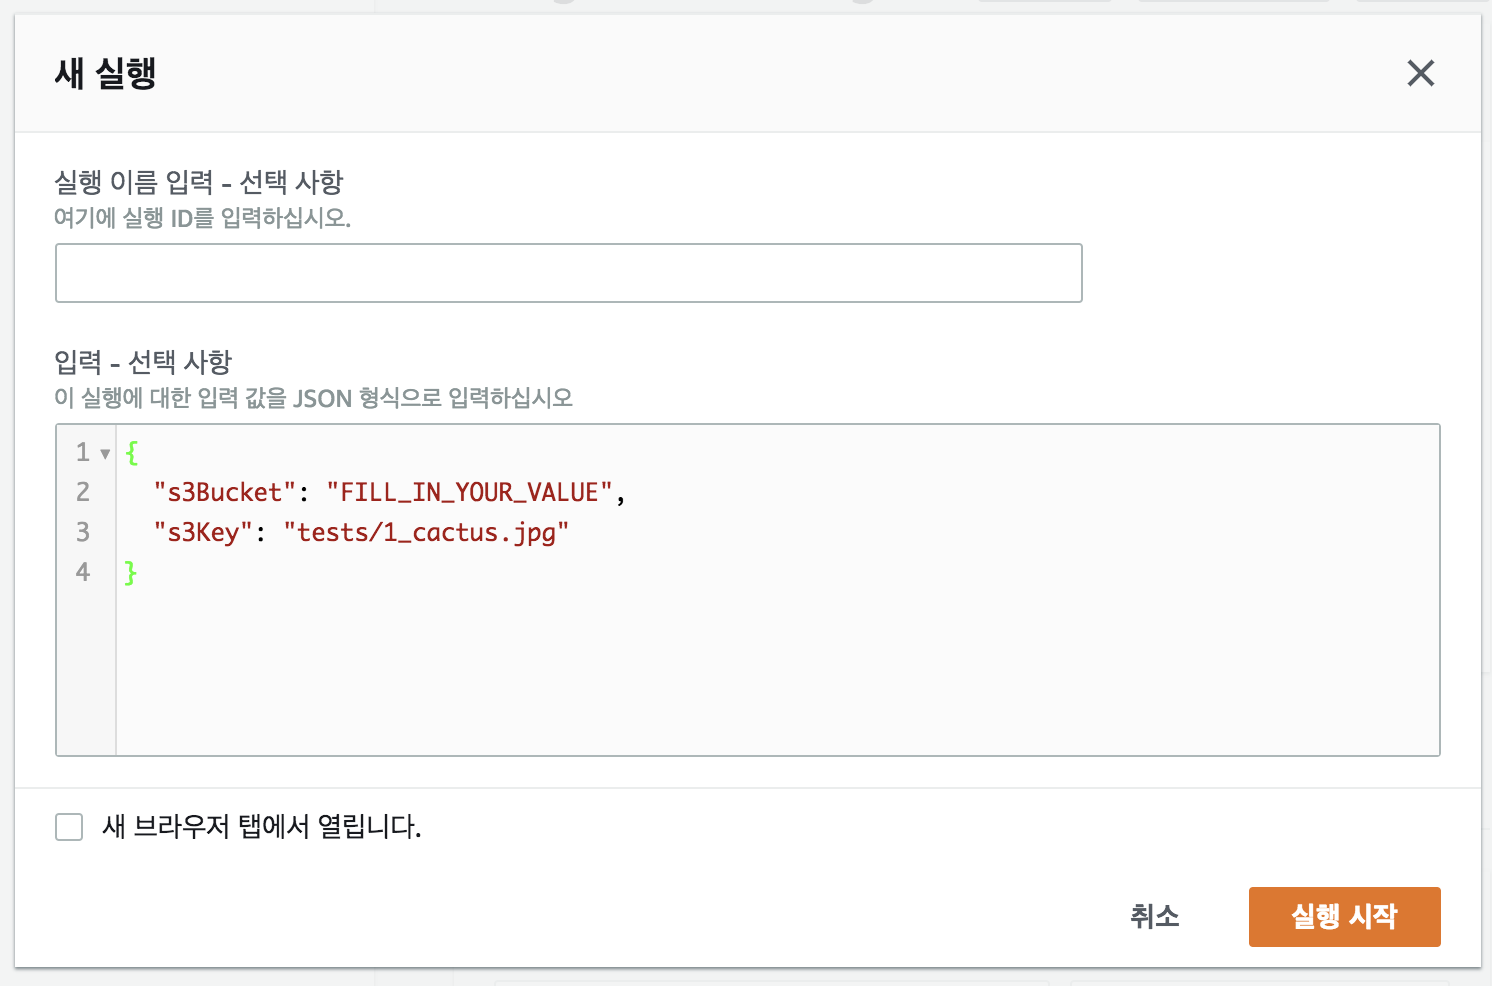 새 실행
실행 이름 입력 - 선택 사항
여기에 실행 ID를 입력하십시오.
입력 - 선택 사항
이 실행에 대한 입력 값을 JSON 형식으로 입력하십시오
1 {
2 "s3Bucket": "FILL_IN_YOUR_VALUE",
3 "s3Key": "tests/1_cactus.jpg"
4 }
새 브라우저 탭에서 열립니다.
취소
실행 시작